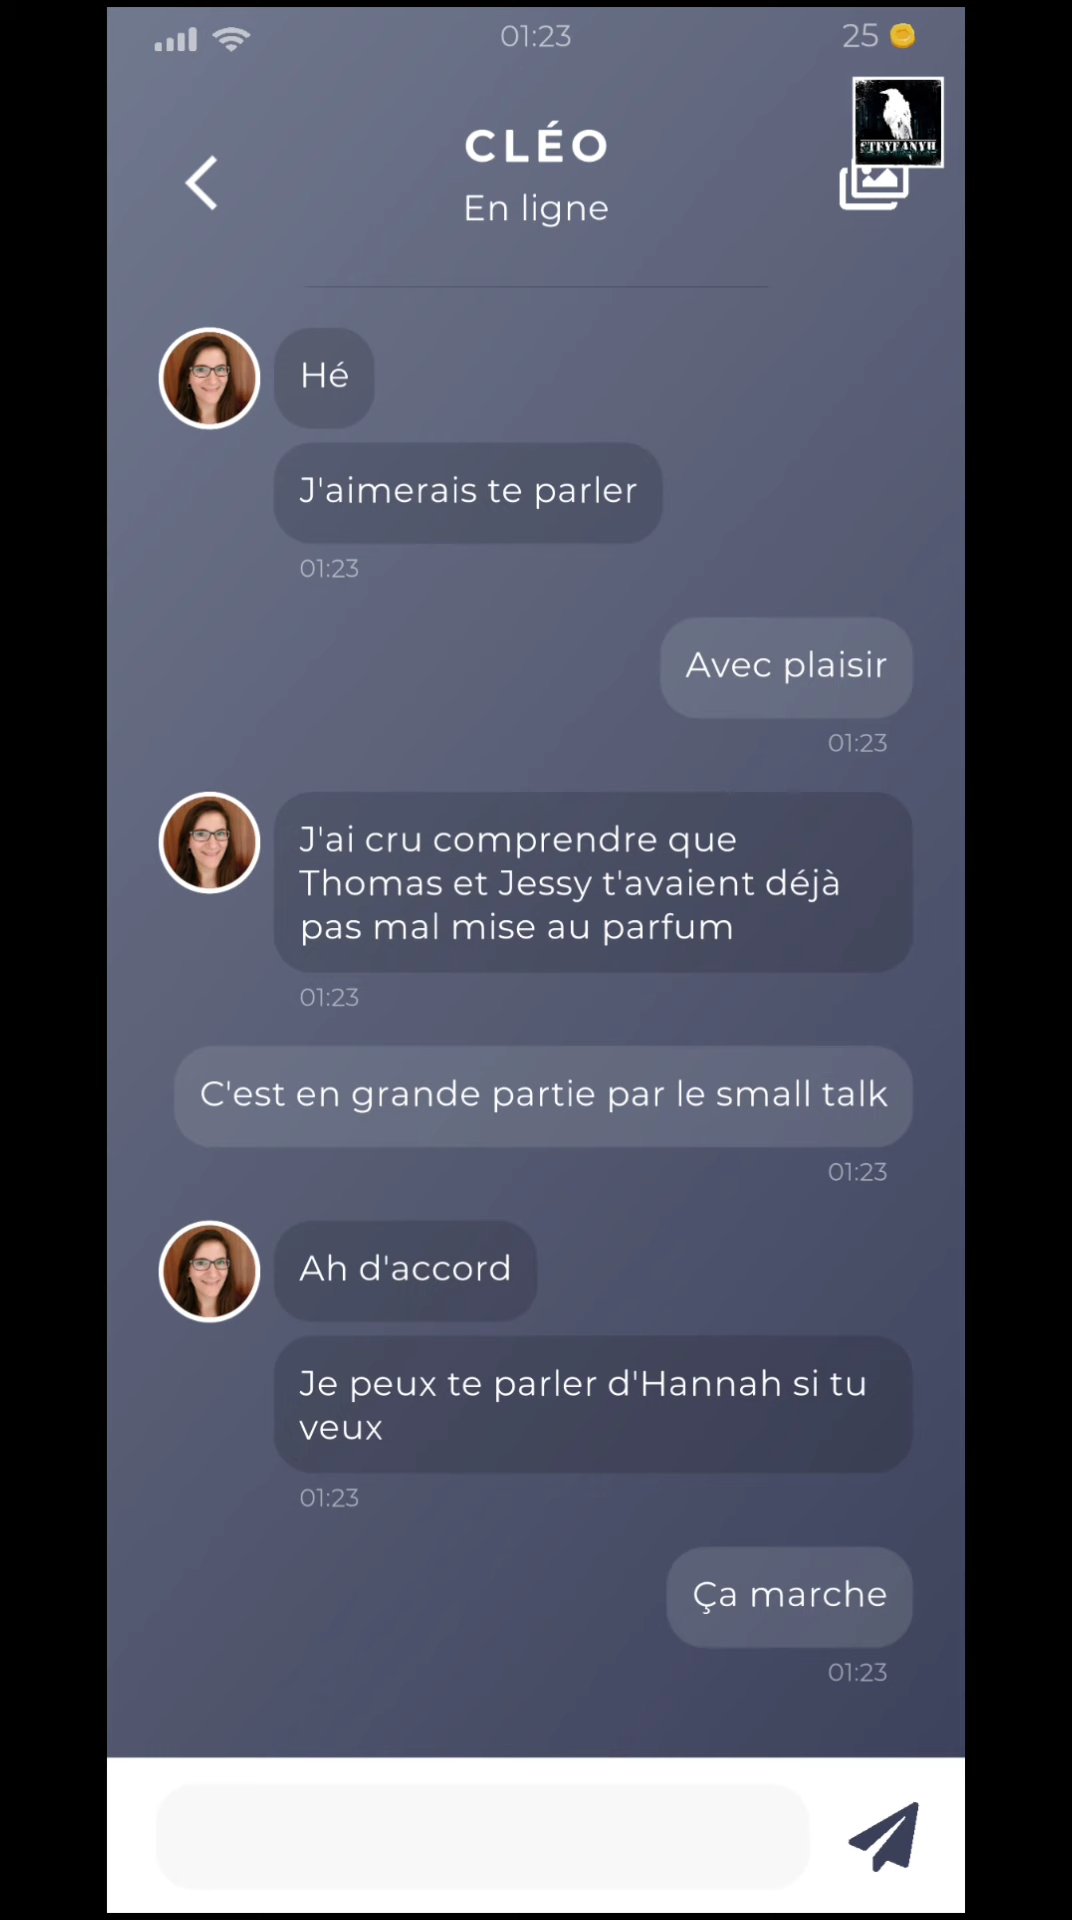 01:23
25
STEYFANYH
CLÉO
En ligne
Hé
J'aimerais te parler
01:23
Avec plaisir
01:23
J'ai cru comprendre que
Thomas et Jessy t'avaient déjà
pas mal mise au parfum
01:23
C'est en grande partie par le small talk
01:23
Ah d'accord
Je peux te parler d'Hannah si tu
veux
01:23
Ça marche
01:23